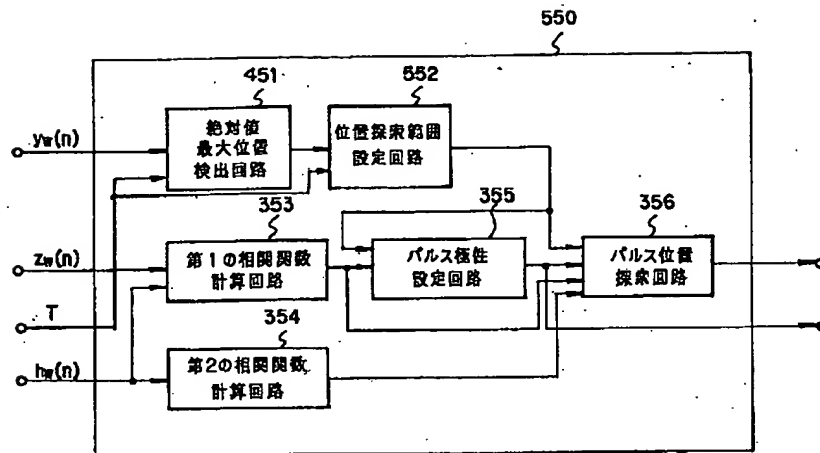 550
451
552
yw(n)
絶対値
最大位置
検出回路
位置探索範囲
設定回路
353
355
356
zw(n)
第1の相関関数
計算回路
パルス極性
設定回路
パルス位置
探索回路
T
354
hw(n)
第2の相関関数
計算回路